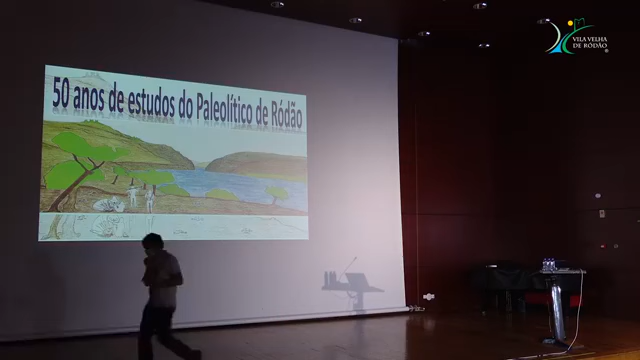 VILA VELHA
DE RÓDÃO
®
50 anos de estudos do Paleolítico de Ródão